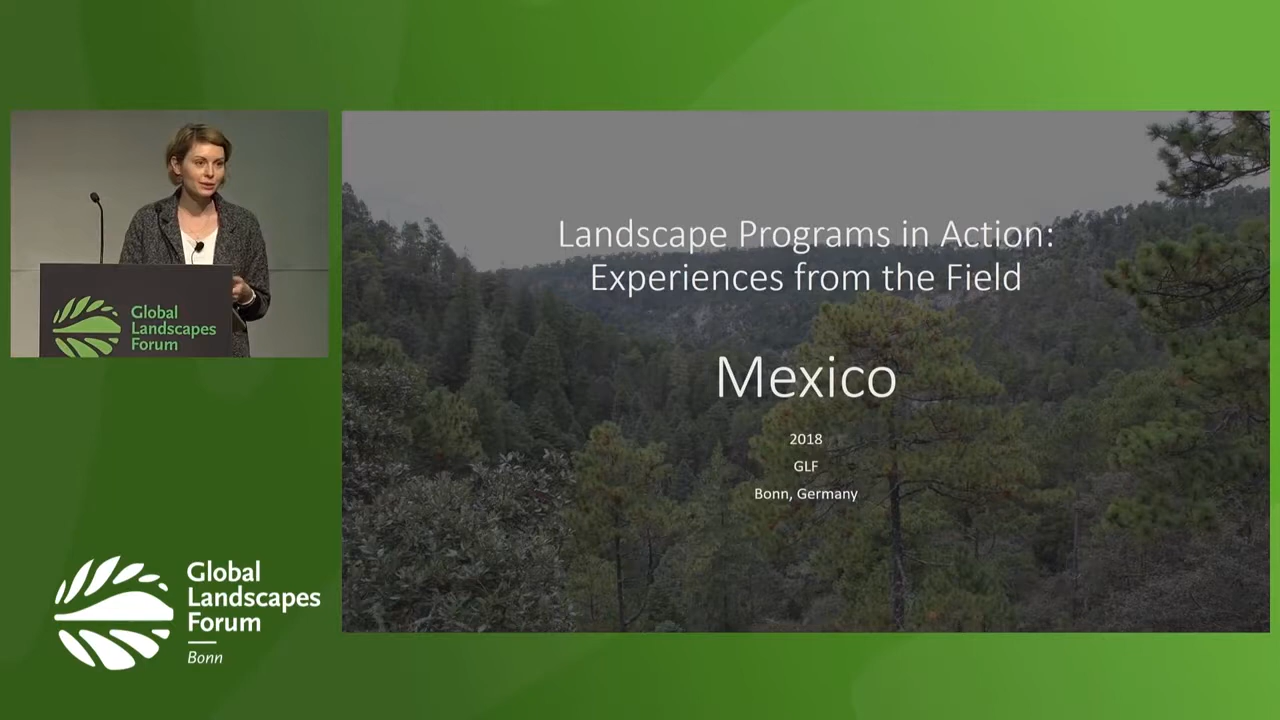 Landscape Programs in Action:
Experiences from the Field
Mexico
2018
GLF
Bonn, Germany
Global
Landscapes
Forum
Global
Landscapes
Forum
Bonn